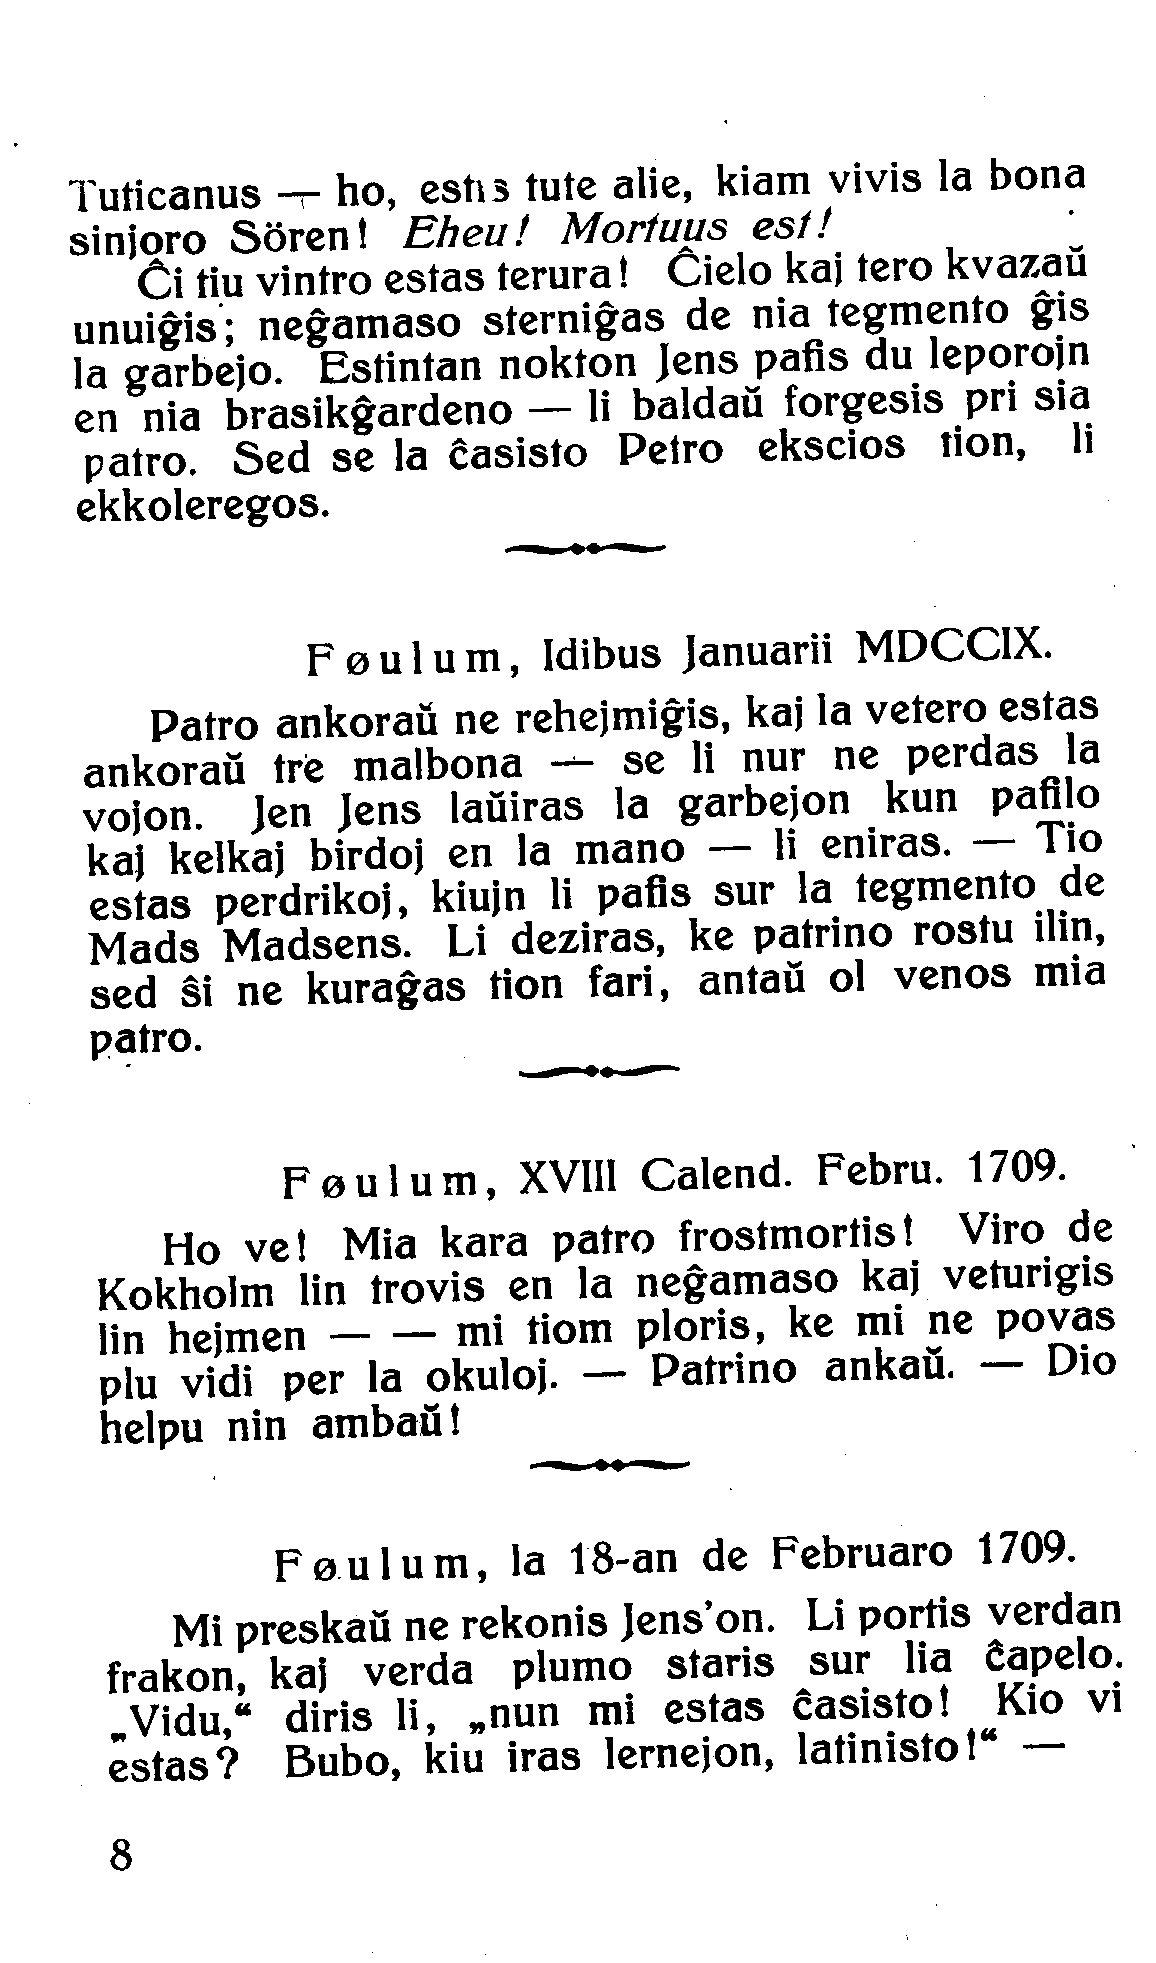 Tuticanus — ho, estis tute alie, kiam vivis la bona
sinjoro Sören! Eheu! Mortuus est!
Ĉi tiu vintro estas terura! Ĉielo kaj tero kvazaŭ
unuiĝis; neĝamaso sterniĝas de nia tegmento ĝis
la garbejo. Estintan nokton Jens pafis du leporojn
en nia brasikĝardeno — li baldaŭ forgesis pri sia
patro. Sed se la ĉasisto Petro ekscios tion, li
ekkoleregos.
Føulum, Idibus Januarii MDCCIX.
Patro ankoraŭ ne rehejmiĝis, kaj la vetero estas
ankoraŭ tre malbona — se li nur ne perdas la
vojon. Jen Jens laŭiras la garbejon kun pafilo
kaj kelkaj birdoj en la mano — li eniras. — Tio
estas perdrikoj, kiujn li pafis sur la tegmento de
Mads Madsens. Li deziras, ke patrino rostu ilin,
sed ŝi ne kuraĝas tion fari, antaŭ ol venos mia
patro.
Føulum, XVIII Calend. Febru. 1709.
Ho ve! Mia kara patro frostmortis! Viro de
Kokholm lin trovis en la neĝamaso kaj veturigis
lin hejmen — — mi tiom ploris, ke mi ne povas
plu vidi per la okuloj. — Patrino ankaŭ. — Dio
helpu nin ambaŭ!
Føulum, la 18-an de Februaro 1709.
Mi preskaŭ ne rekonis Jens’on. Li portis verdan
frakon, kaj verda plumo staris sur lia ĉapelo.
„Vidu,“ diris li, „nun mi estas ĉasisto! Kio vi
estas? Bubo, kiu iras lernejon, latinisto!“ —
8